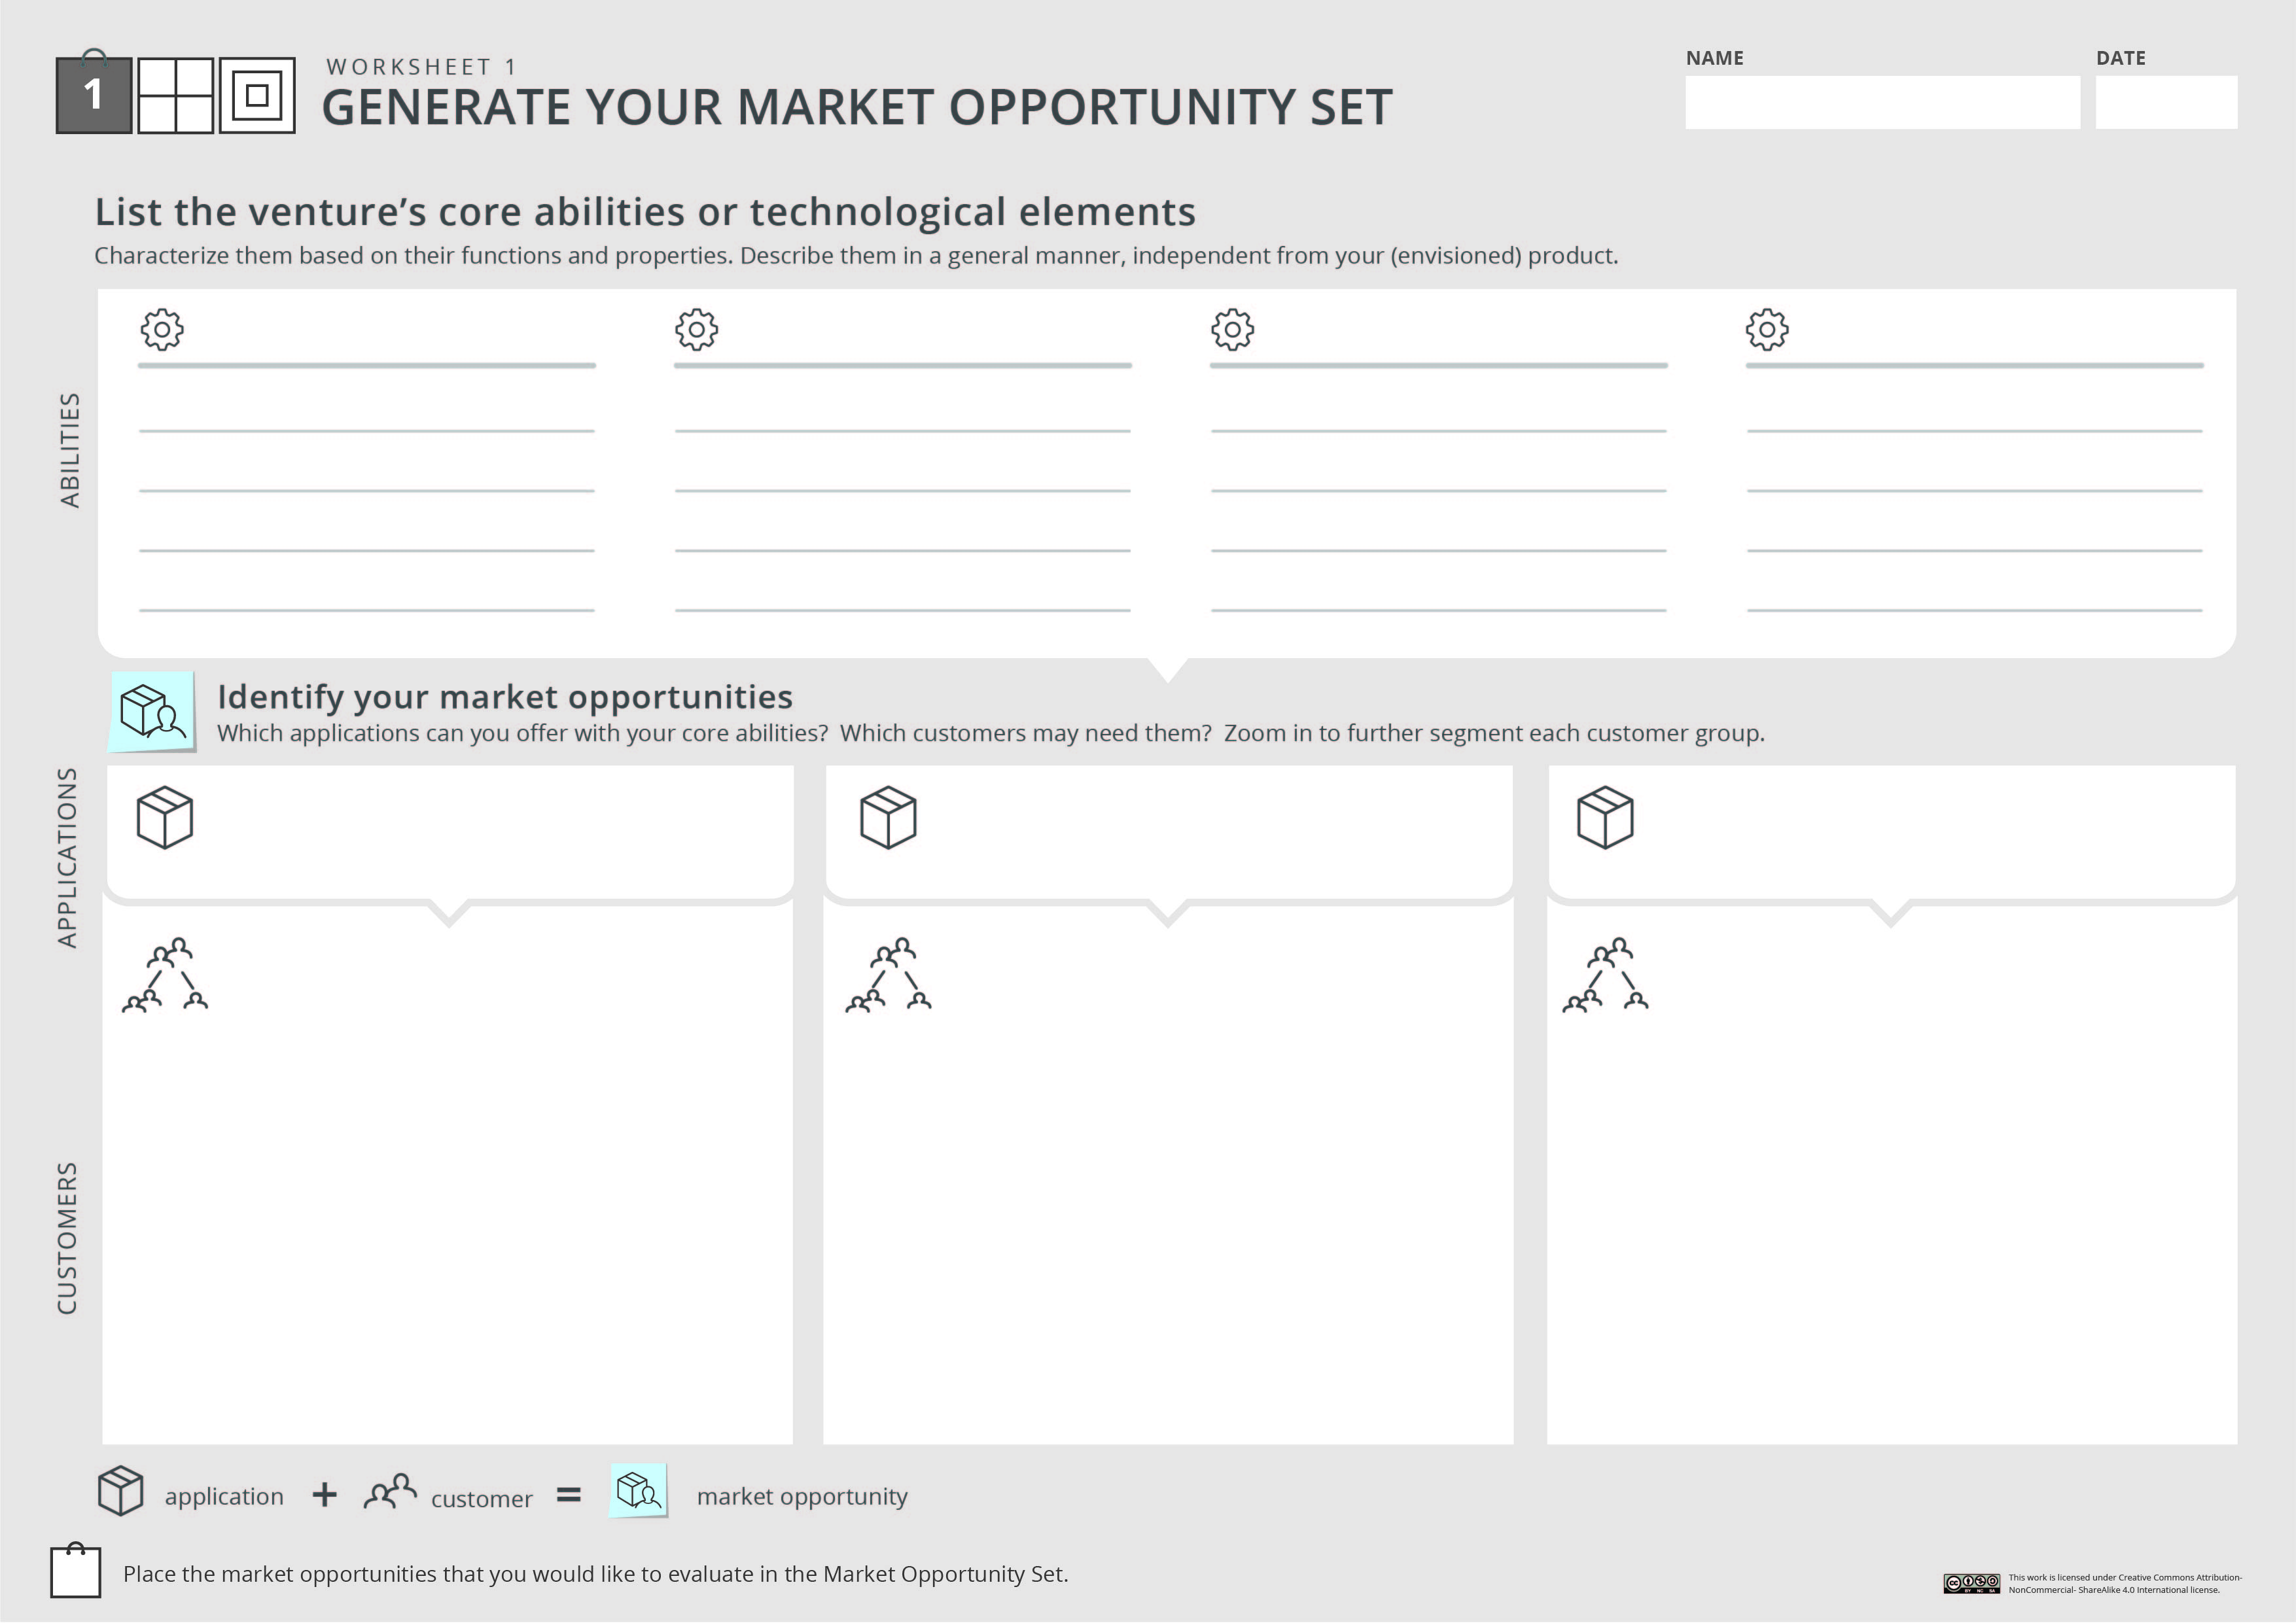 1
WORKSHEET 1
GENERATE YOUR MARKET OPPORTUNITY SET
NAME
DATE
List the venture’s core abilities or technological elements
Characterize them based on their functions and properties. Describe them in a general manner, independent from your (envisioned) product.
ABILITIES
Identify your market opportunities
Which applications can you offer with your core abilities?  Which customers may need them?  Zoom in to further segment each customer group.
APPLICATIONS
CUSTOMERS
application + customer = market opportunity
Place the market opportunities that you would like to evaluate in the Market Opportunity Set.
cc BY NC SA
This work is licensed under Creative Commons Attribution-
NonCommercial- ShareAlike 4.0 International license.